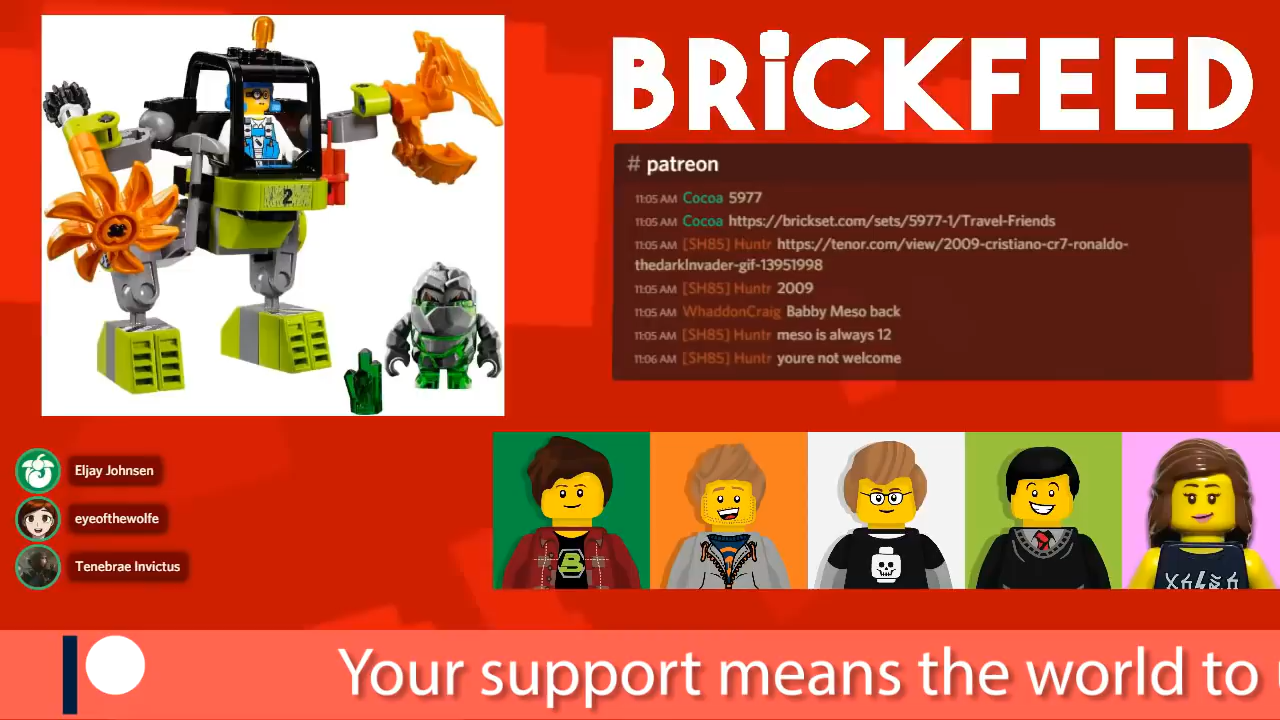 BRiCKFEED
# patreon
11:05 AM Cocoa 5977
11:05 AM Cocoa https://brickset.com/sets/5977-1/Travel-Friends
11:05 AM [SH85] Huntr https://tenor.com/view/2009-cristiano-cr7-ronaldo-
thedarkInvader-gif-13951998
11:05 AM [SH85] Huntr 2009
11:05 AM WhaddonCraig Babby Meso back
11:05 AM [SH85] Huntr meso is always 12
11:06 AM [SH85] Huntr youre not welcome
2
Eljay Johnsen
eyeofthewolfe
Tenebrae Invictus
B
Your support means the world to